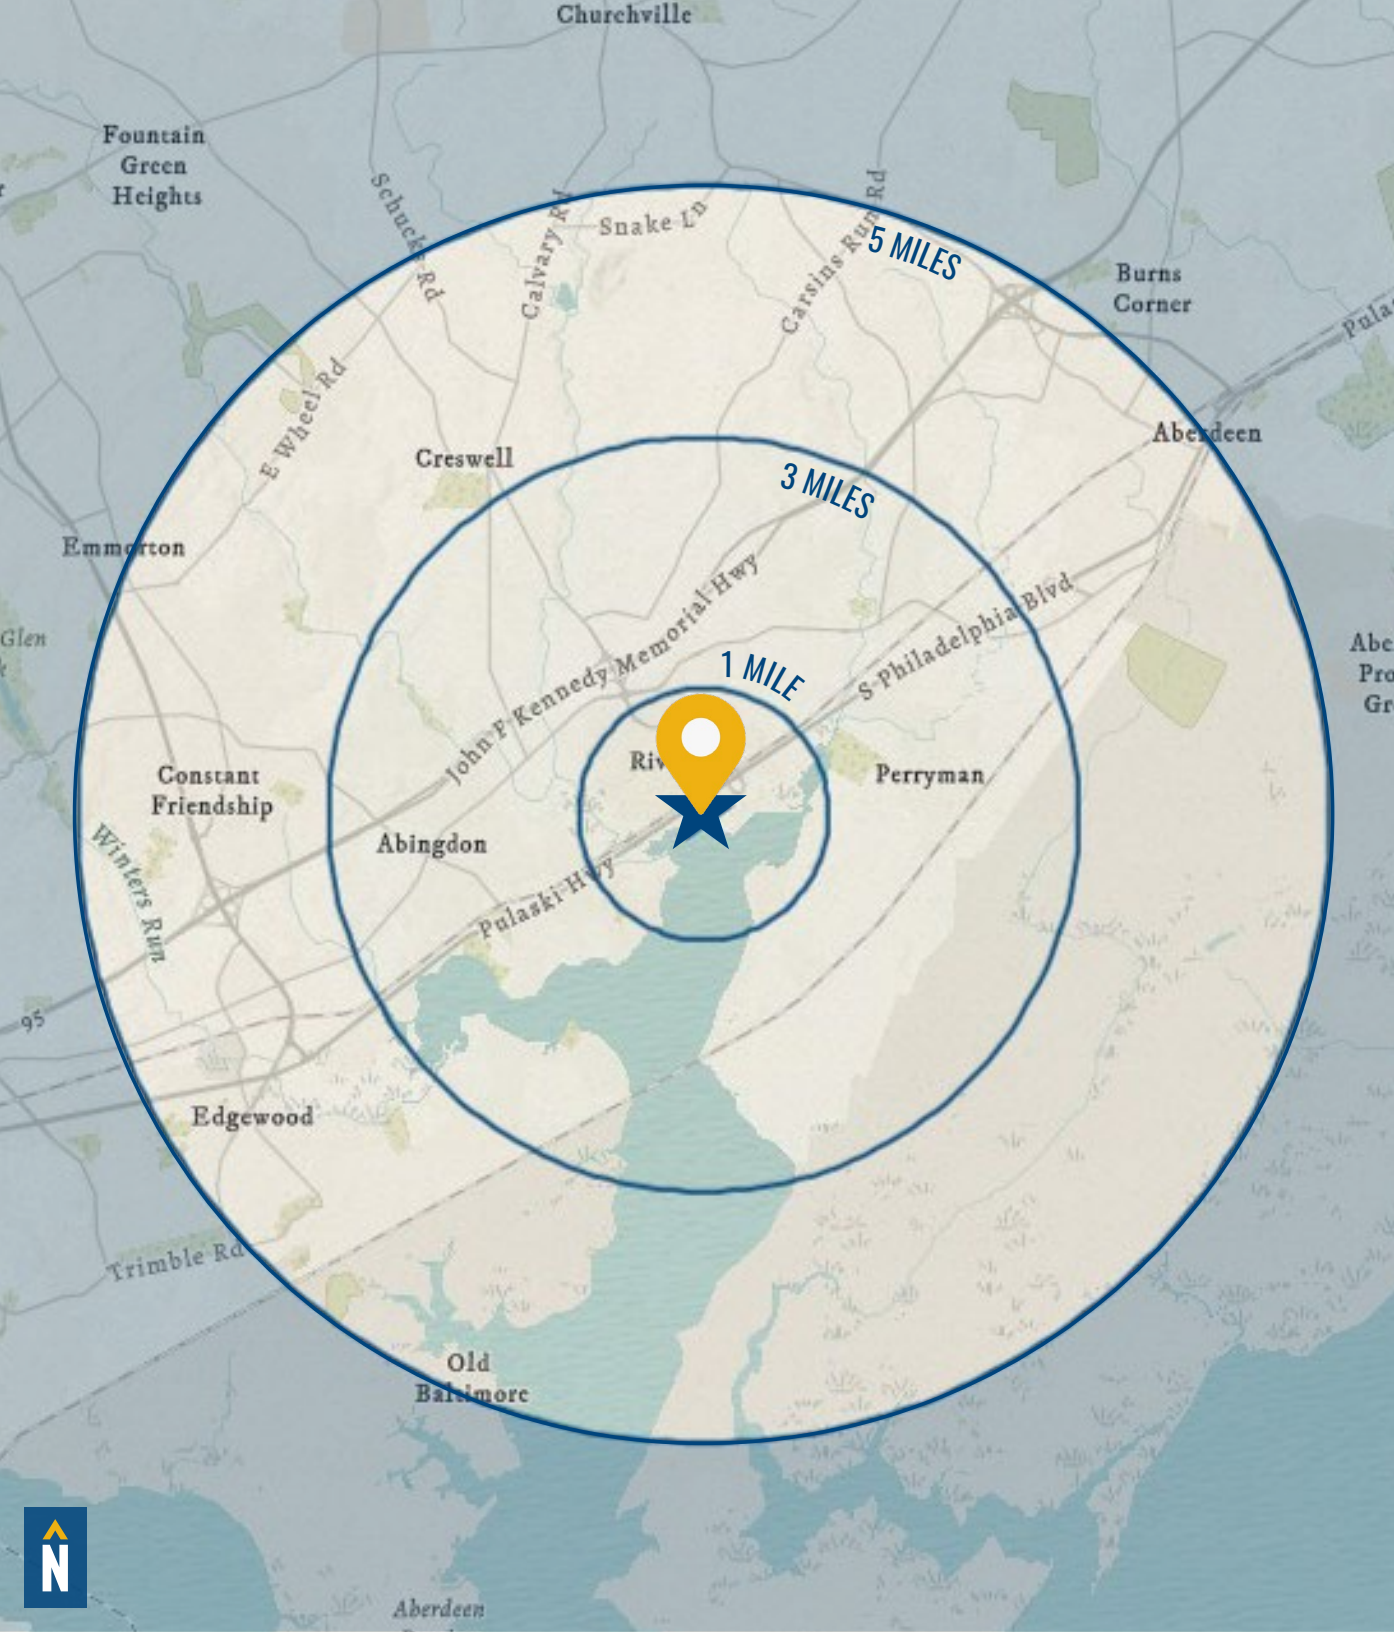 Churchville
Fountain
Green
Heights
Schucks Rd
Calvary Rd
Snake Ln
Carsins Run Rd
5 MILES
Burns
Corner
E Wheel Rd
Creswell
3 MILES
Aberdeen
Emmorton
John F Kennedy Memorial Hwy
S Philadelphia Blvd
Glen
1 MILE
Riv
Perryman
Constant
Friendship
Abingdon
Winters Run
Pulaski Hwy
95
Edgewood
Trimble Rd
Old
Baltimore
N
Aberdeen